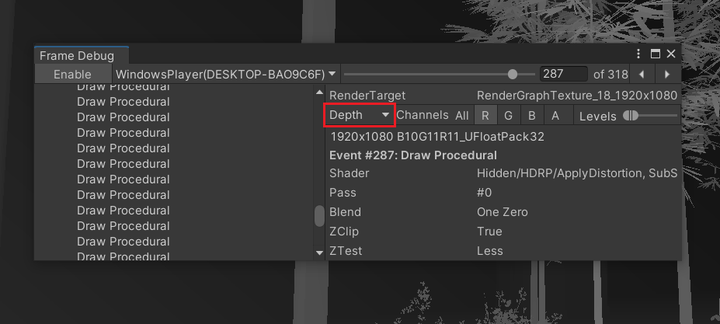 Frame Debug
Enable WindowsPlayer(DESKTOP-BAO9C6F) 287 of 318
Draw Procedural
Draw Procedural
Draw Procedural
Draw Procedural
Draw Procedural
Draw Procedural
Draw Procedural
Draw Procedural
Draw Procedural
Draw Procedural
Draw Procedural
Draw Procedural
RenderTarget RenderGraphTexture_18_1920x1080
Depth Channels All R G B A Levels
1920x1080 B10G11R11_UFloatPack32
Event #287: Draw Procedural
Shader Hidden/HDRP/ApplyDistortion, SubS
Pass #0
Blend One Zero
ZClip True
ZTest Less